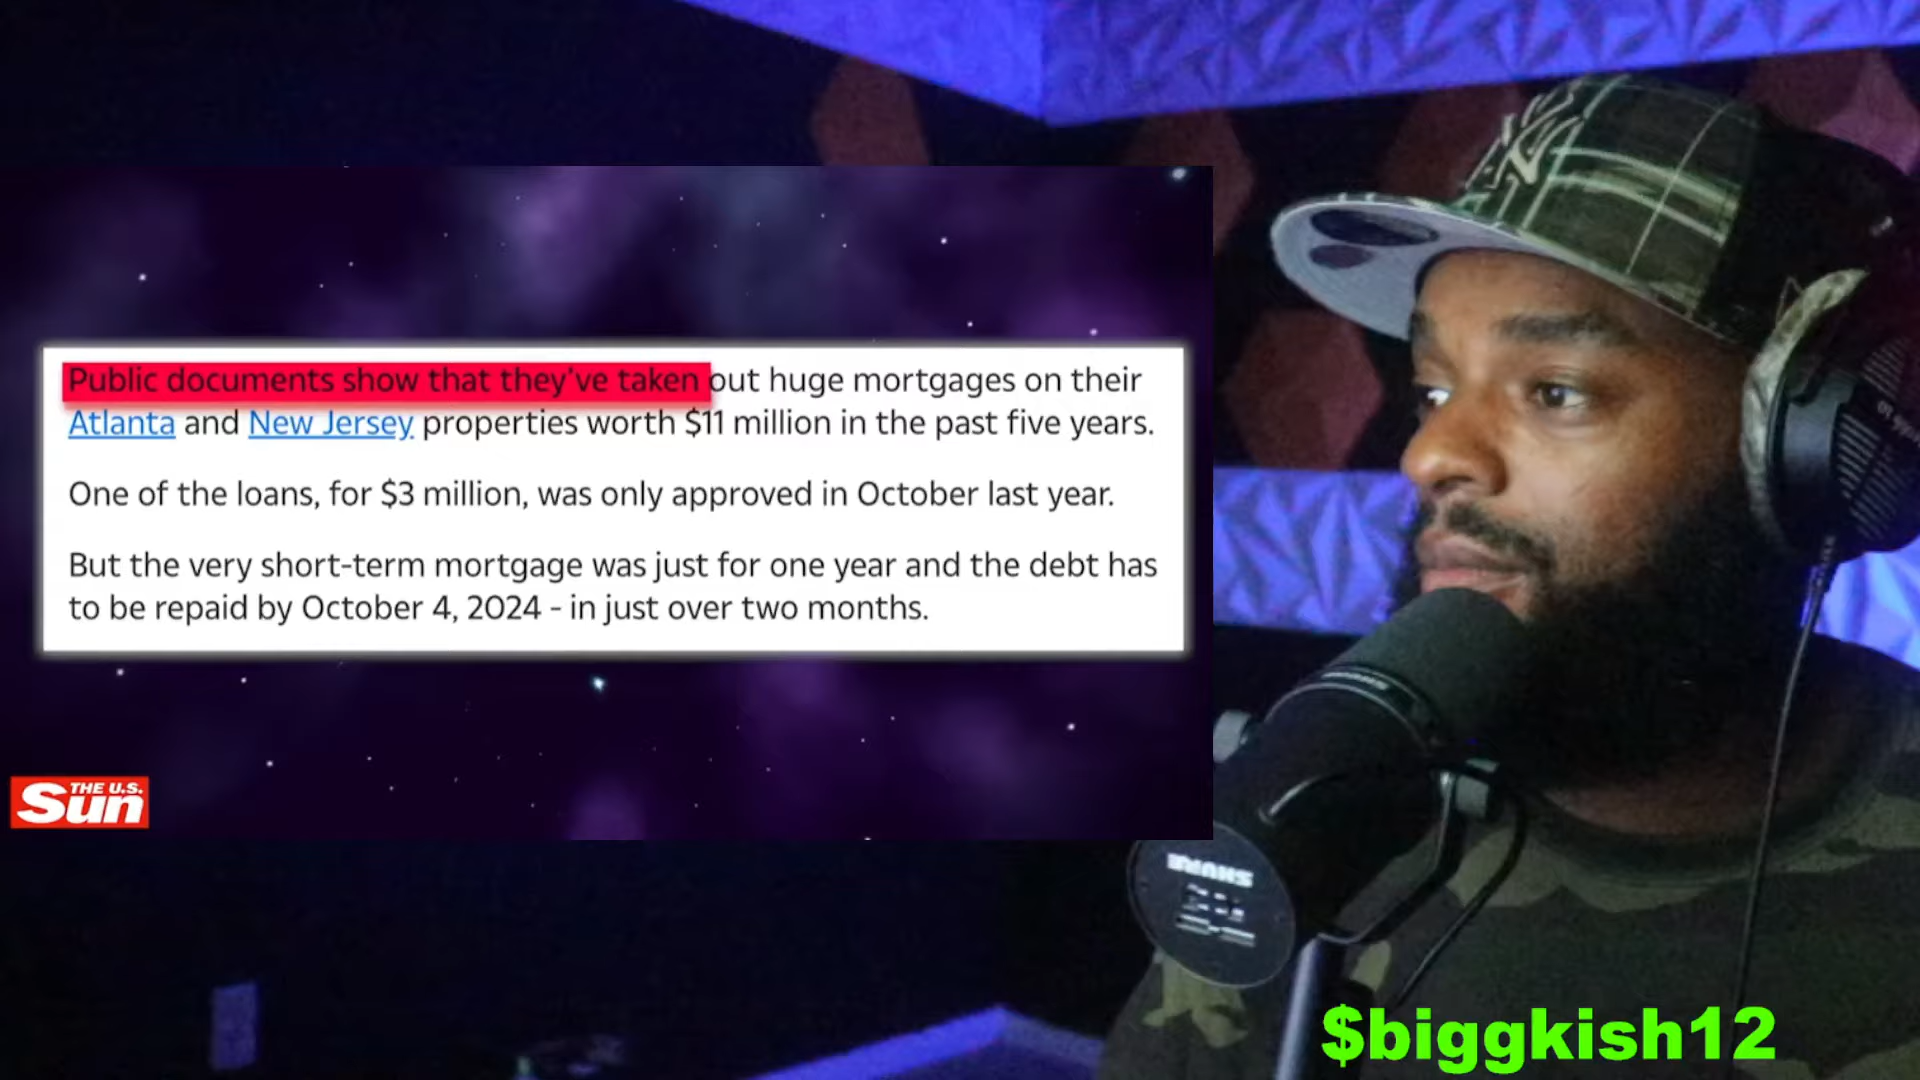 Public documents show that they've taken out huge mortgages on their
Atlanta and New Jersey properties worth $11 million in the past five years.
One of the loans, for $3 million, was only approved in October last year.
But the very short-term mortgage was just for one year and the debt has
to be repaid by October 4, 2024 - in just over two months.
THE U.S.
Sun
SHURE
$biggkish12